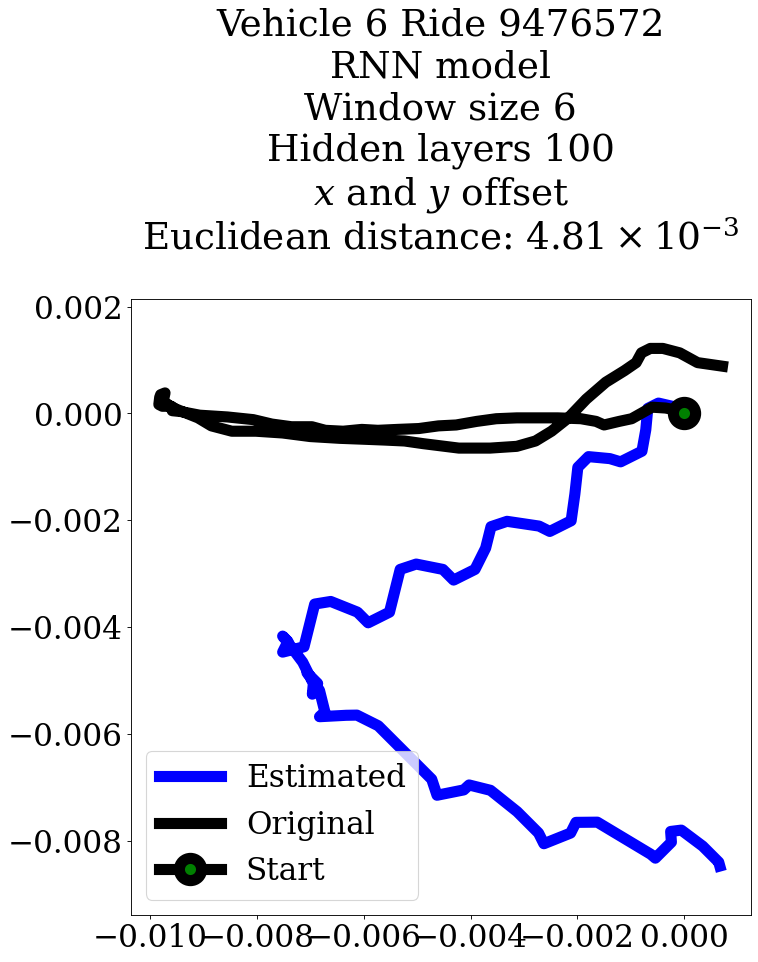 Vehicle 6 Ride 9476572
RNN model
Window size 6
Hidden layers 100
x and y offset
Euclidean distance: 4.81 × 10⁻³
0.002
0.000
−0.002
−0.004
−0.006
−0.008
Estimated
Original
Start
−0.010 −0.008 −0.006 −0.004 −0.002 0.000